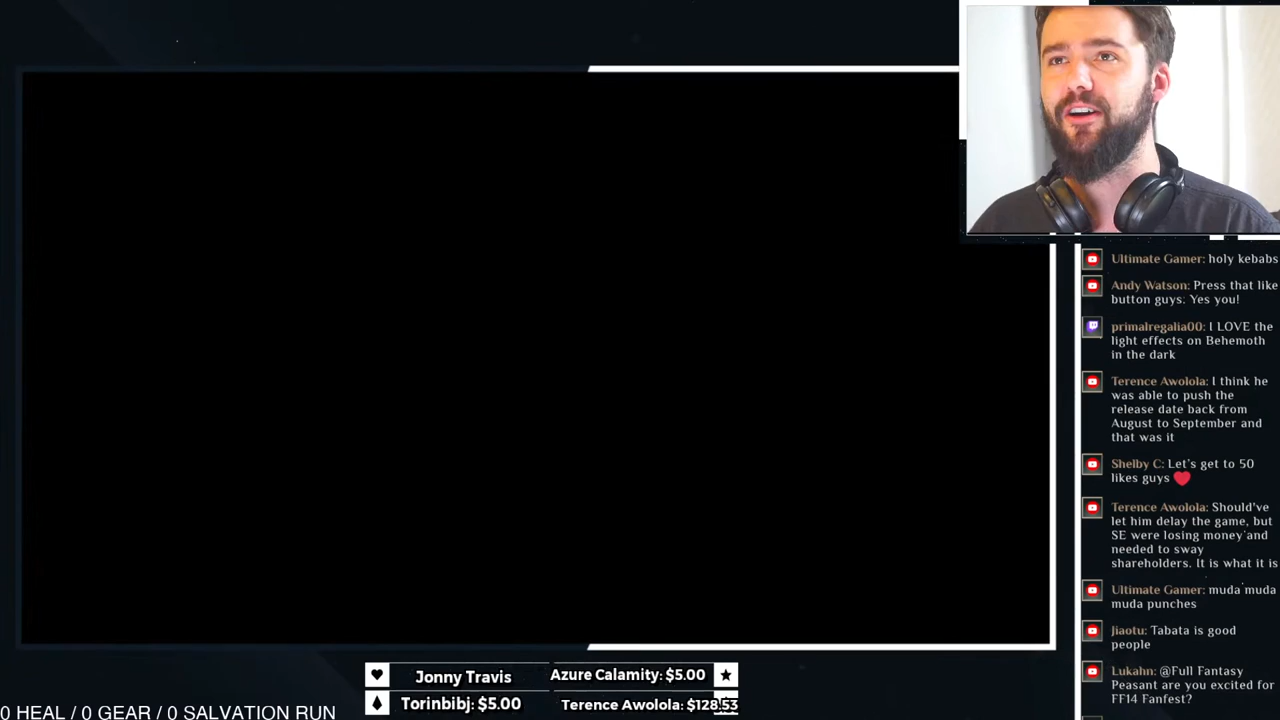 Ultimate Gamer: holy kebabs
Andy Watson: Press that like
button guys. Yes you!
primalregalia00: I LOVE the
light effects on Behemoth
in the dark
Terence Awolola: I think he
was able to push the
release date back from
August to September and
that was it
Shelby C: Let's get to 50
likes guys
Terence Awolola: Should've
let him delay the game, but
SE were losing money and
needed to sway
shareholders. It is what it is
Ultimate Gamer: muda muda
muda punches
Jiaotu: Tabata is good
people
Lukahn: @Full Fantasy
Peasant are you excited for
FF14 Fanfest?
Jonny Travis
Azure Calamity: $5.00
Torinbibj: $5.00
Terence Awolola: $128.53
0 HEAL / 0 GEAR / 0 SALVATION RUN